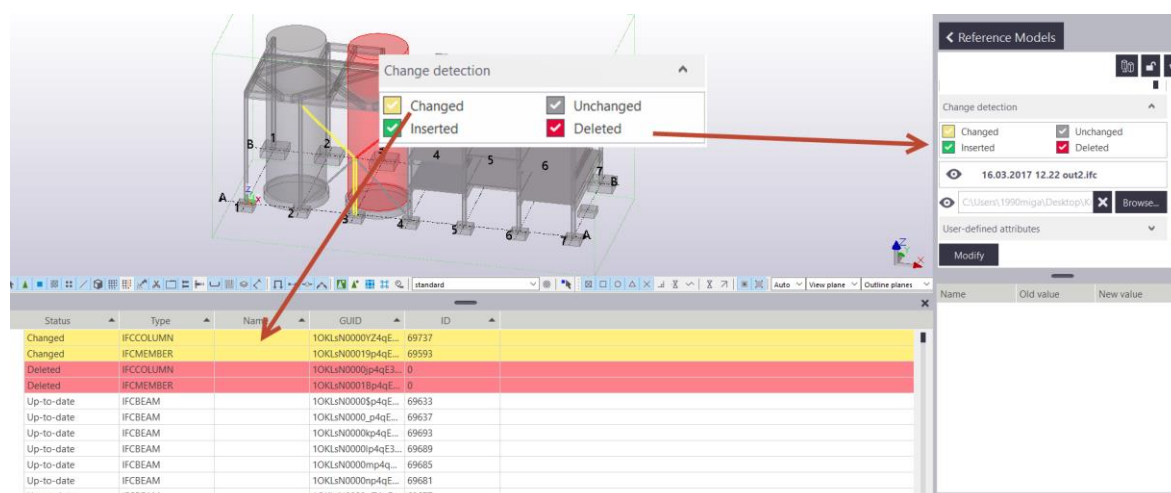 Reference Models
Change detection
Changed
Unchanged
Inserted
Deleted
Change detection
Changed
Unchanged
Inserted
Deleted
16.03.2017 12.22 out2.ifc
C:\Users\1990miga\Desktop\K
Browse...
User-defined attributes
Modify
Name Old value New value
B 1 2 4 5 6 7 B
A 1 2 3 4 5 6 7 A
Z X
Z X
standard
Auto View plane Outline planes
Status Type Name GUID ID
Changed IFCCOLUMN 1OKLsN0000YZ4qE... 69737
Changed IFCMEMBER 1OKLsN00019p4qE... 69593
Deleted IFCCOLUMN 1OKLsN0000jp4qE3... 0
Deleted IFCMEMBER 1OKLsN0001Bp4qE... 0
Up-to-date IFCBEAM 1OKLsN0000$p4qE... 69633
Up-to-date IFCBEAM 1OKLsN0000_p4qE... 69637
Up-to-date IFCBEAM 1OKLsN0000kp4qE... 69693
Up-to-date IFCBEAM 1OKLsN0000lp4qE3... 69689
Up-to-date IFCBEAM 1OKLsN0000mp4q... 69685
Up-to-date IFCBEAM 1OKLsN0000np4qE... 69681